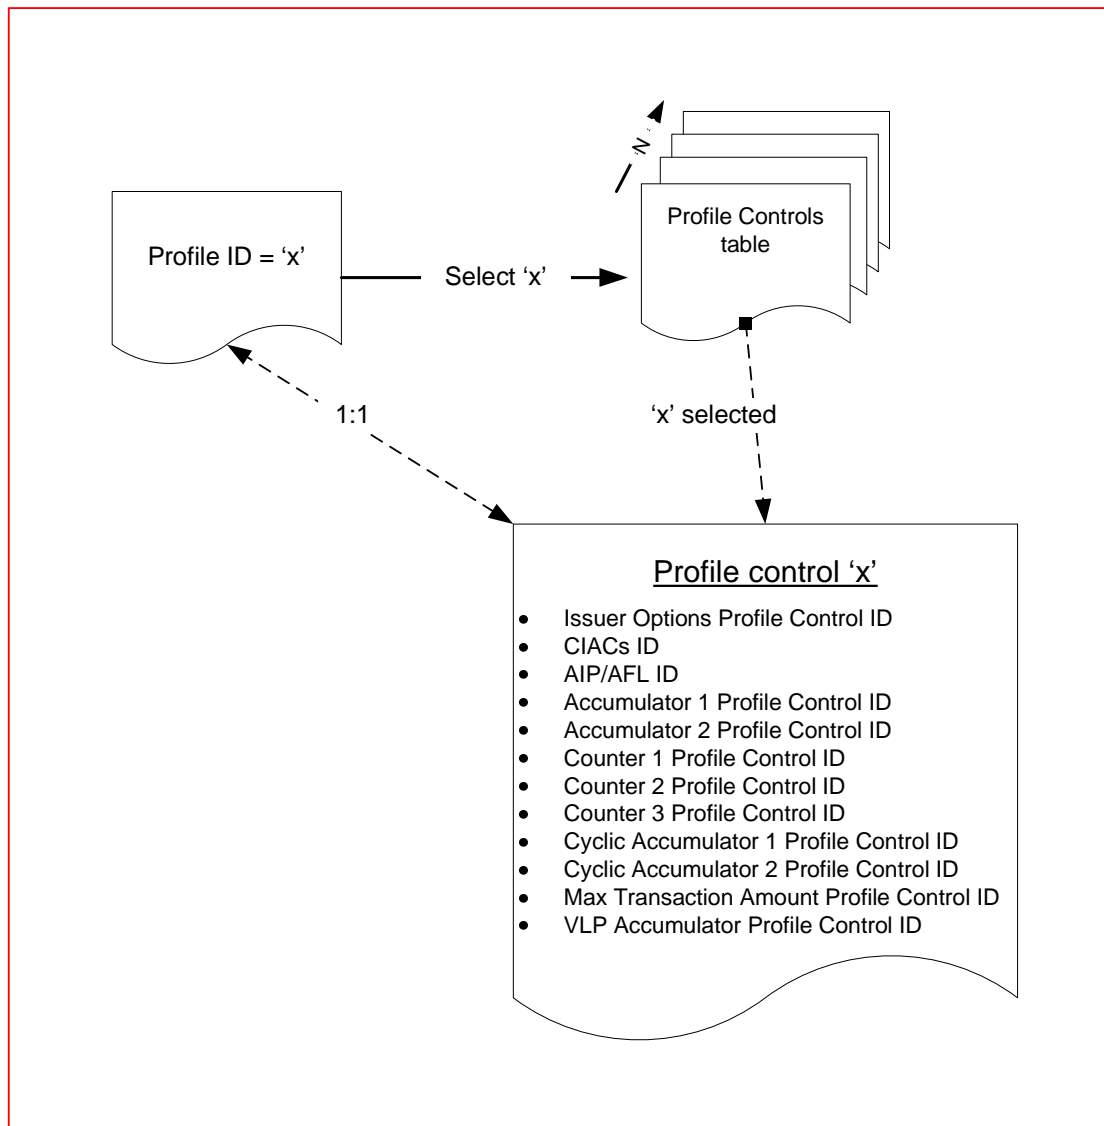 'N'
Profile Controls
table
Profile ID = ‘x’
Select ‘x’
1:1
‘x’ selected
Profile control ‘x’
• Issuer Options Profile Control ID
• CIACs ID
• AIP/AFL ID
• Accumulator 1 Profile Control ID
• Accumulator 2 Profile Control ID
• Counter 1 Profile Control ID
• Counter 2 Profile Control ID
• Counter 3 Profile Control ID
• Cyclic Accumulator 1 Profile Control ID
• Cyclic Accumulator 2 Profile Control ID
• Max Transaction Amount Profile Control ID
• VLP Accumulator Profile Control ID